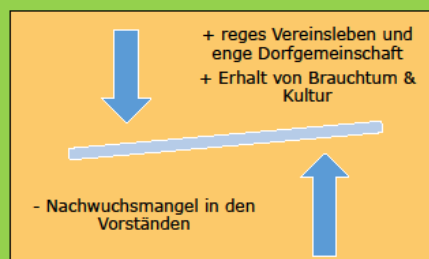 + reges Vereinsleben und
enge Dorfgemeinschaft
+ Erhalt von Brauchtum &
Kultur
- Nachwuchsmangel in den
Vorständen